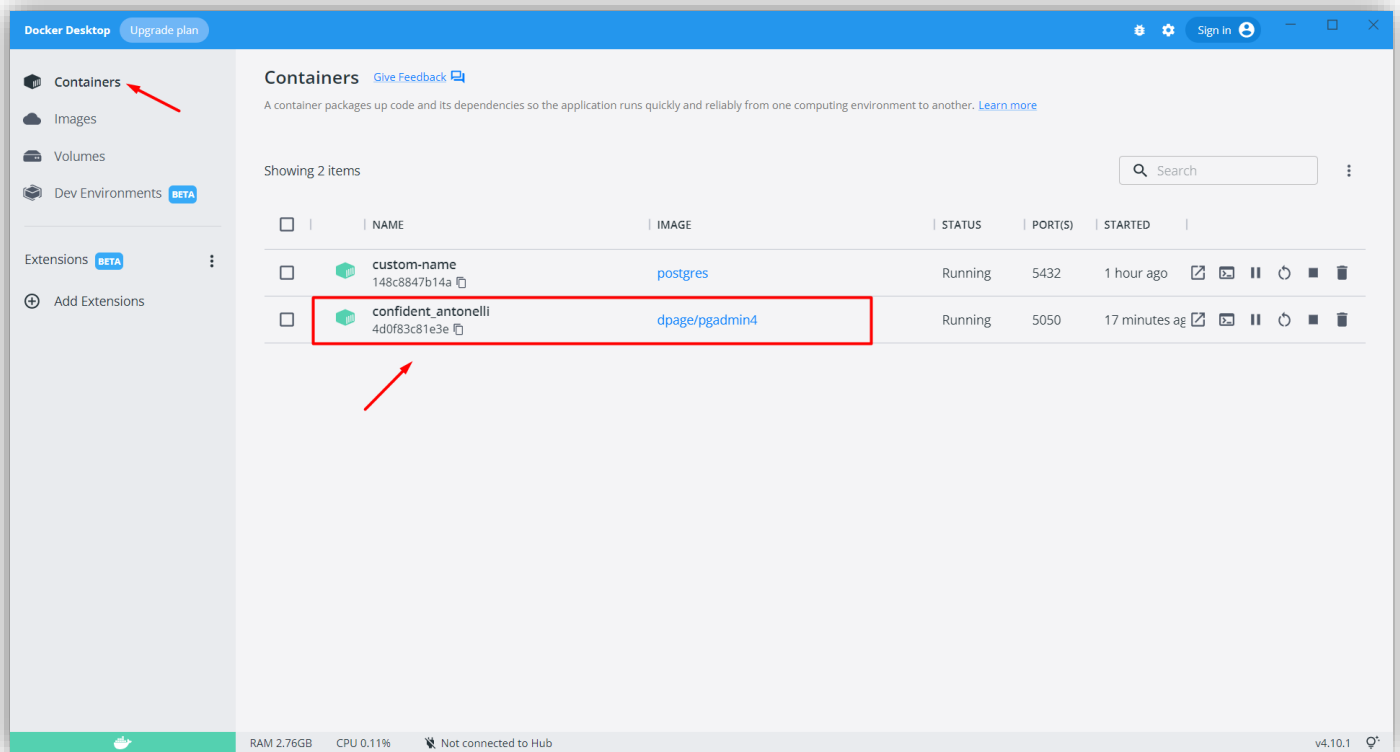 Docker Desktop Upgrade plan Sign in
Containers
Images
Volumes
Dev Environments BETA
Extensions BETA
Add Extensions
Containers Give Feedback
A container packages up code and its dependencies so the application runs quickly and reliably from one computing environment to another. Learn more
Showing 2 items
Search
NAME IMAGE STATUS PORT(S) STARTED
custom-name postgres Running 5432 1 hour ago
148c8847b14a
confident_antonelli dpage/pgadmin4 Running 5050 17 minutes ag
4d0f83c81e3e
RAM 2.76GB CPU 0.11% Not connected to Hub v4.10.1